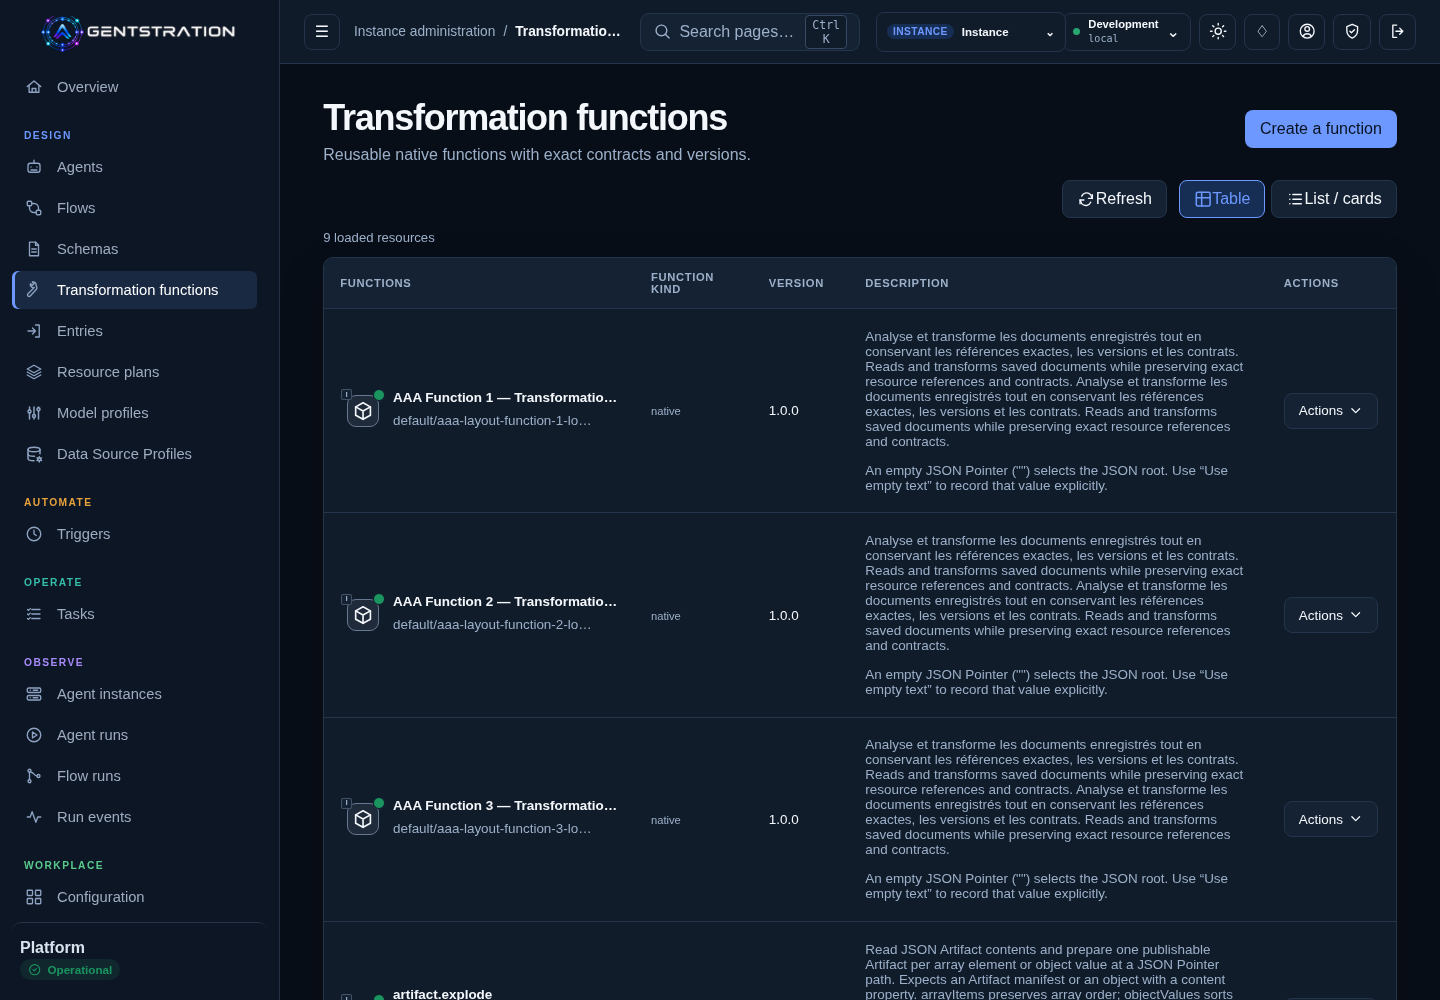 GENTSTRATION
Overview
DESIGN
Agents
Flows
Schemas
Transformation functions
Entries
Resource plans
Model profiles
Data Source Profiles
AUTOMATE
Triggers
OPERATE
Tasks
OBSERVE
Agent instances
Agent runs
Flow runs
Run events
WORKPLACE
Configuration
Platform
Operational
Instance administration / Transformatio…
Search pages… Ctrl K
INSTANCE Instance
Development
local
Transformation functions
Reusable native functions with exact contracts and versions.
Create a function
Refresh Table List / cards
9 loaded resources
FUNCTIONS FUNCTION KIND VERSION DESCRIPTION ACTIONS
I
AAA Function 1 — Transformatio…
default/aaa-layout-function-1-lo…
native
1.0.0
Analyse et transforme les documents enregistrés tout en
conservant les références exactes, les versions et les contrats.
Reads and transforms saved documents while preserving exact
resource references and contracts. Analyse et transforme les
documents enregistrés tout en conservant les références
exactes, les versions et les contrats. Reads and transforms
saved documents while preserving exact resource references
and contracts.
An empty JSON Pointer ("") selects the JSON root. Use “Use
empty text” to record that value explicitly.
Actions
I
AAA Function 2 — Transformatio…
default/aaa-layout-function-2-lo…
native
1.0.0
Analyse et transforme les documents enregistrés tout en
conservant les références exactes, les versions et les contrats.
Reads and transforms saved documents while preserving exact
resource references and contracts. Analyse et transforme les
documents enregistrés tout en conservant les références
exactes, les versions et les contrats. Reads and transforms
saved documents while preserving exact resource references
and contracts.
An empty JSON Pointer ("") selects the JSON root. Use “Use
empty text” to record that value explicitly.
Actions
I
AAA Function 3 — Transformatio…
default/aaa-layout-function-3-lo…
native
1.0.0
Analyse et transforme les documents enregistrés tout en
conservant les références exactes, les versions et les contrats.
Reads and transforms saved documents while preserving exact
resource references and contracts. Analyse et transforme les
documents enregistrés tout en conservant les références
exactes, les versions et les contrats. Reads and transforms
saved documents while preserving exact resource references
and contracts.
An empty JSON Pointer ("") selects the JSON root. Use “Use
empty text” to record that value explicitly.
Actions
I
artifact.explode
Read JSON Artifact contents and prepare one publishable
Artifact per array element or object value at a JSON Pointer
path. Expects an Artifact manifest or an object with a content
property. arrayItems preserves array order; objectValues sorts